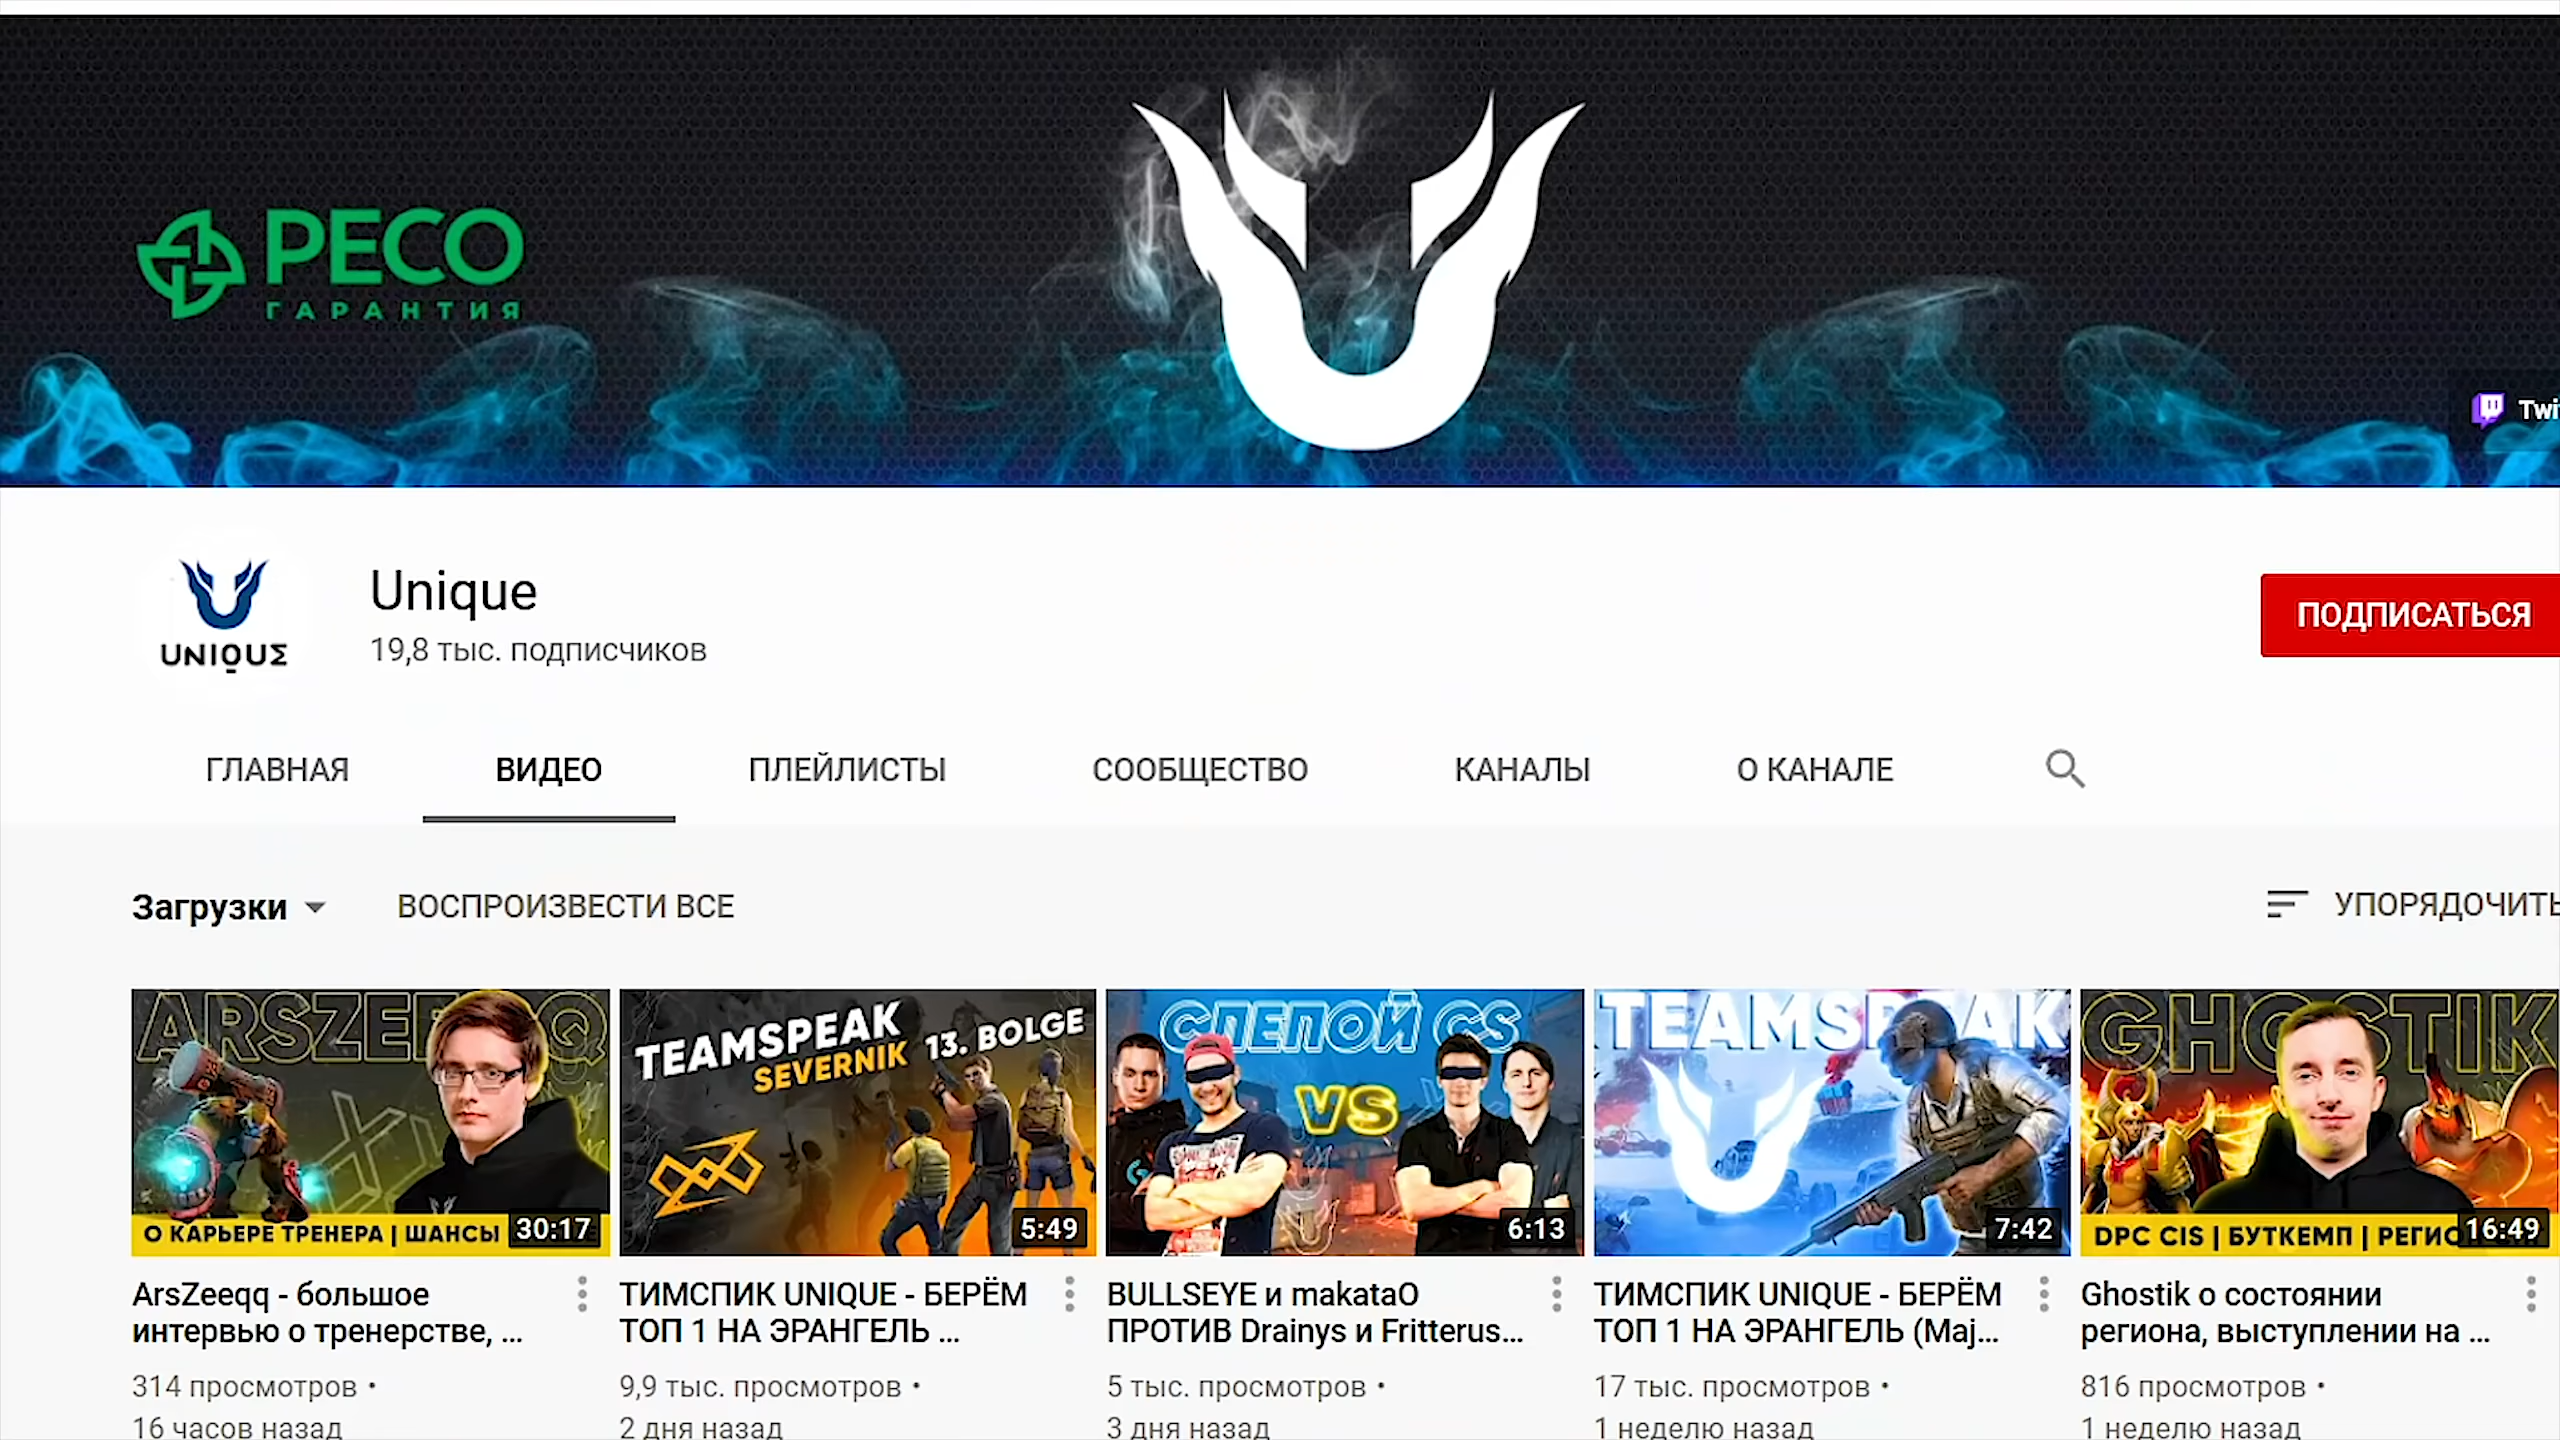 РЕСО
ГАРАНТИЯ
Unique
19,8 тыс. подписчиков
UNIQUΣ
ПОДПИСАТЬСЯ
ГЛАВНАЯ
ВИДЕО
ПЛЕЙЛИСТЫ
СООБЩЕСТВО
КАНАЛЫ
О КАНАЛЕ
Загрузки
ВОСПРОИЗВЕСТИ ВСЕ
УПОРЯДОЧИТЬ
О КАРЬЕРЕ ТРЕНЕРА | ШАНСЫ
30:17
ArsZeeqq - большое
интервью о тренерстве, ...
314 просмотров •
16 часов назад
TEAMSPEAK
SEVERNIK
13. BOLGE
5:49
ТИМСПИК UNIQUE - БЕРЁМ
ТОП 1 НА ЭРАНГЕЛЬ ...
9,9 тыс. просмотров •
2 дня назад
СЛЕПОЙ CS
VS
6:13
BULLSEYE и makataO
ПРОТИВ Drainys и Fritterus...
5 тыс. просмотров •
3 дня назад
TEAMSPEAK
7:42
ТИМСПИК UNIQUE - БЕРЁМ
ТОП 1 НА ЭРАНГЕЛЬ (Maj...
17 тыс. просмотров •
1 неделю назад
GHOSTIK
DPC CIS | БУТКЕМП |
16:49
Ghostik о состоянии
региона, выступлении на ...
816 просмотров •
1 неделю назад